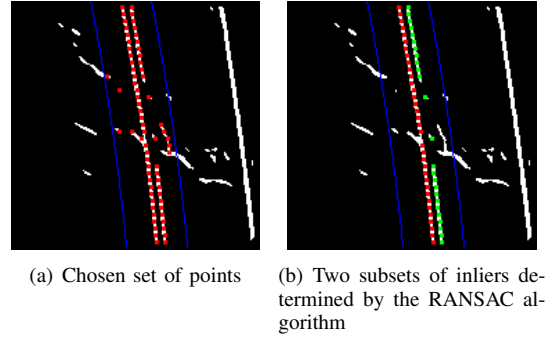 (a) Chosen set of points
(b) Two subsets of inliers de-
termined by the RANSAC al-
gorithm